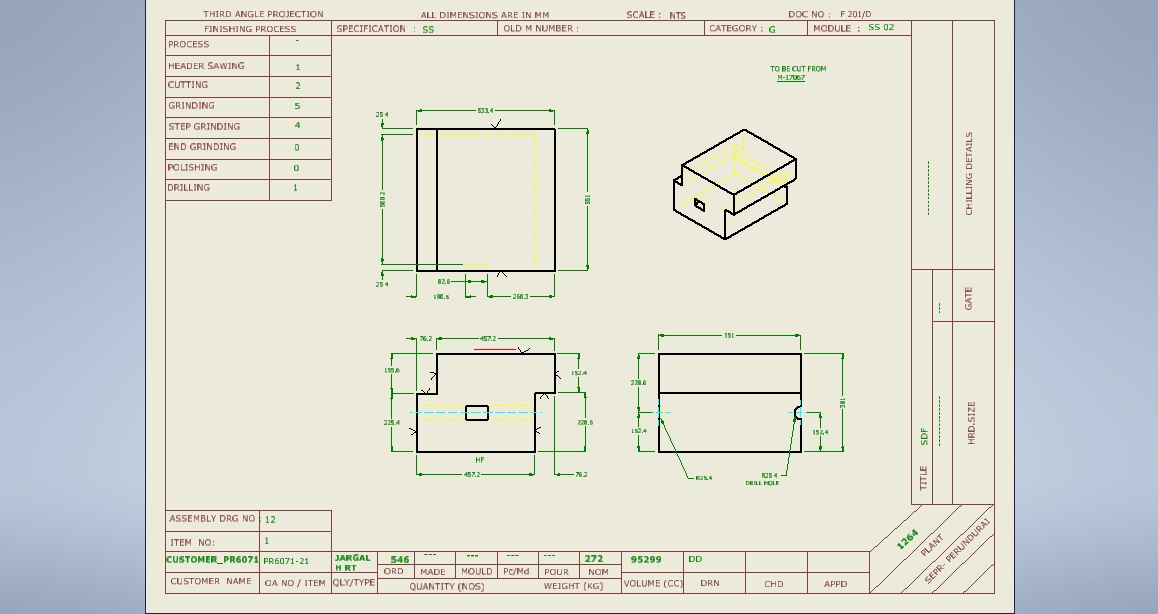 THIRD ANGLE PROJECTION ALL DIMENSIONS ARE IN MM SCALE : NTS DOC NO : F 201/D
FINISHING PROCESS SPECIFICATION : SS OLD M NUMBER : CATEGORY : G MODULE : SS 02
PROCESS -
HEADER SAWING 1
CUTTING 2
GRINDING 5
STEP GRINDING 4
END GRINDING 0
POLISHING 0
DRILLING 1
TO BE CUT FROM
M-17067
533.4
25.4
500.2
551
25.4
82.6
190.5 260.3
76.2 457.2
155.6 152.4
225.4 228.6
HF
457.2 76.2
551
228.6
381
152.4 152.4
R25.4 R25.4
DRILL HOLE
CHILLING DETAILS
GATE
HRD.SIZE
TITLE SDF
ASSEMBLY DRG NO : 12
ITEM NO: 1
CUSTOMER_PR6071 PR6071-21 JARGAL 546 --- --- --- --- 272 95299 DD
H RT
ORD MADE MOULD Pc/Md POUR NOM
CUSTOMER NAME OA NO / ITEM QLY/TYPE QUANTITY (NOS) WEIGHT (KG) VOLUME (CC) DRN CHD APPD
1264
PLANT
SEPR- PERUNDURAI